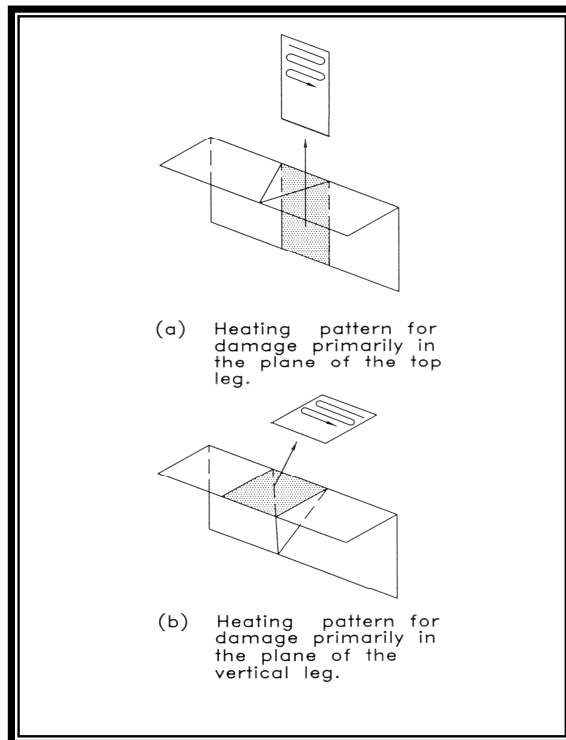 (a) Heating pattern for
damage primarily in
the plane of the top
leg.
(b) Heating pattern for
damage primarily in
the plane of the
vertical leg.